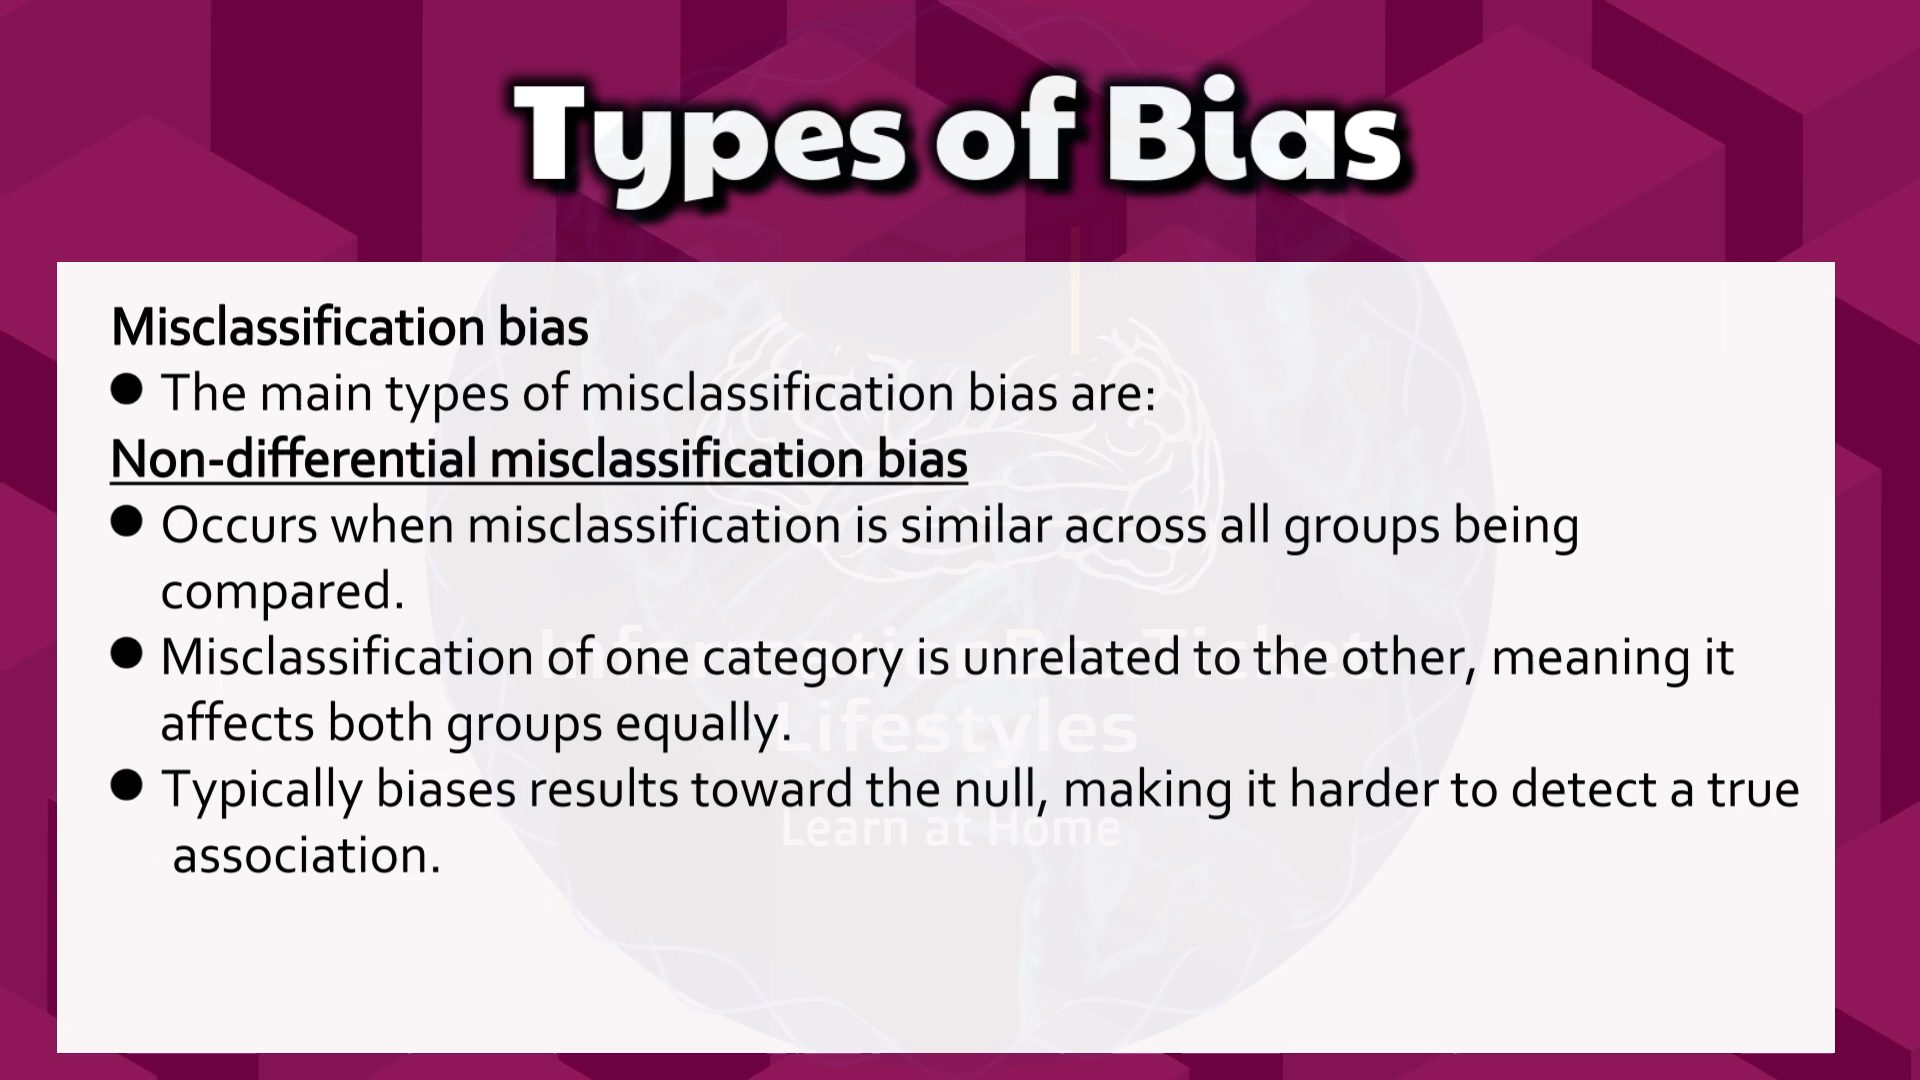 Types of Bias
Misclassification bias
● The main types of misclassification bias are:
Non-differential misclassification bias
● Occurs when misclassification is similar across all groups being
compared.
● Misclassification of one category is unrelated to the other, meaning it
affects both groups equally.
● Typically biases results toward the null, making it harder to detect a true
association.
Lifestyles
Learn at Home